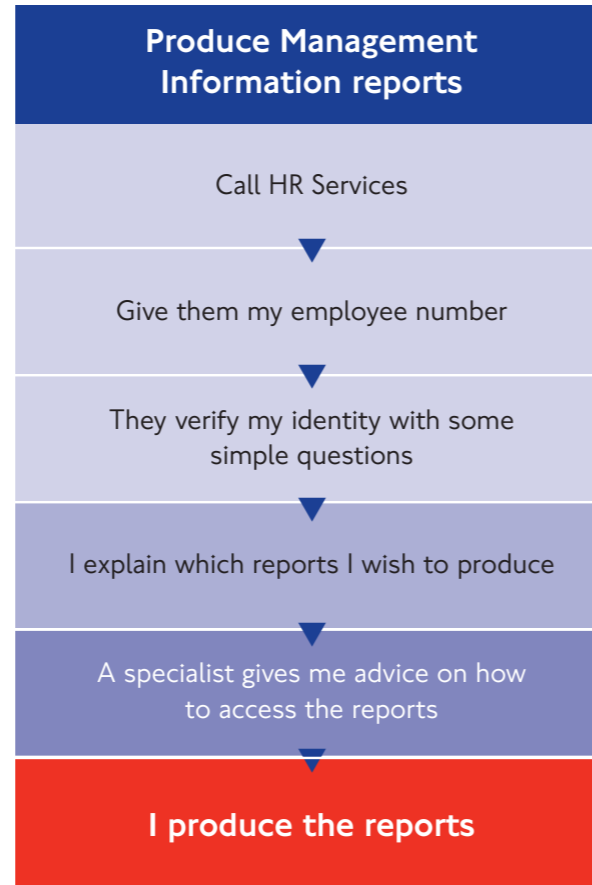 Produce Management
Information reports
Call HR Services
Give them my employee number
They verify my identity with some
simple questions
I explain which reports I wish to produce
A specialist gives me advice on how
to access the reports
I produce the reports